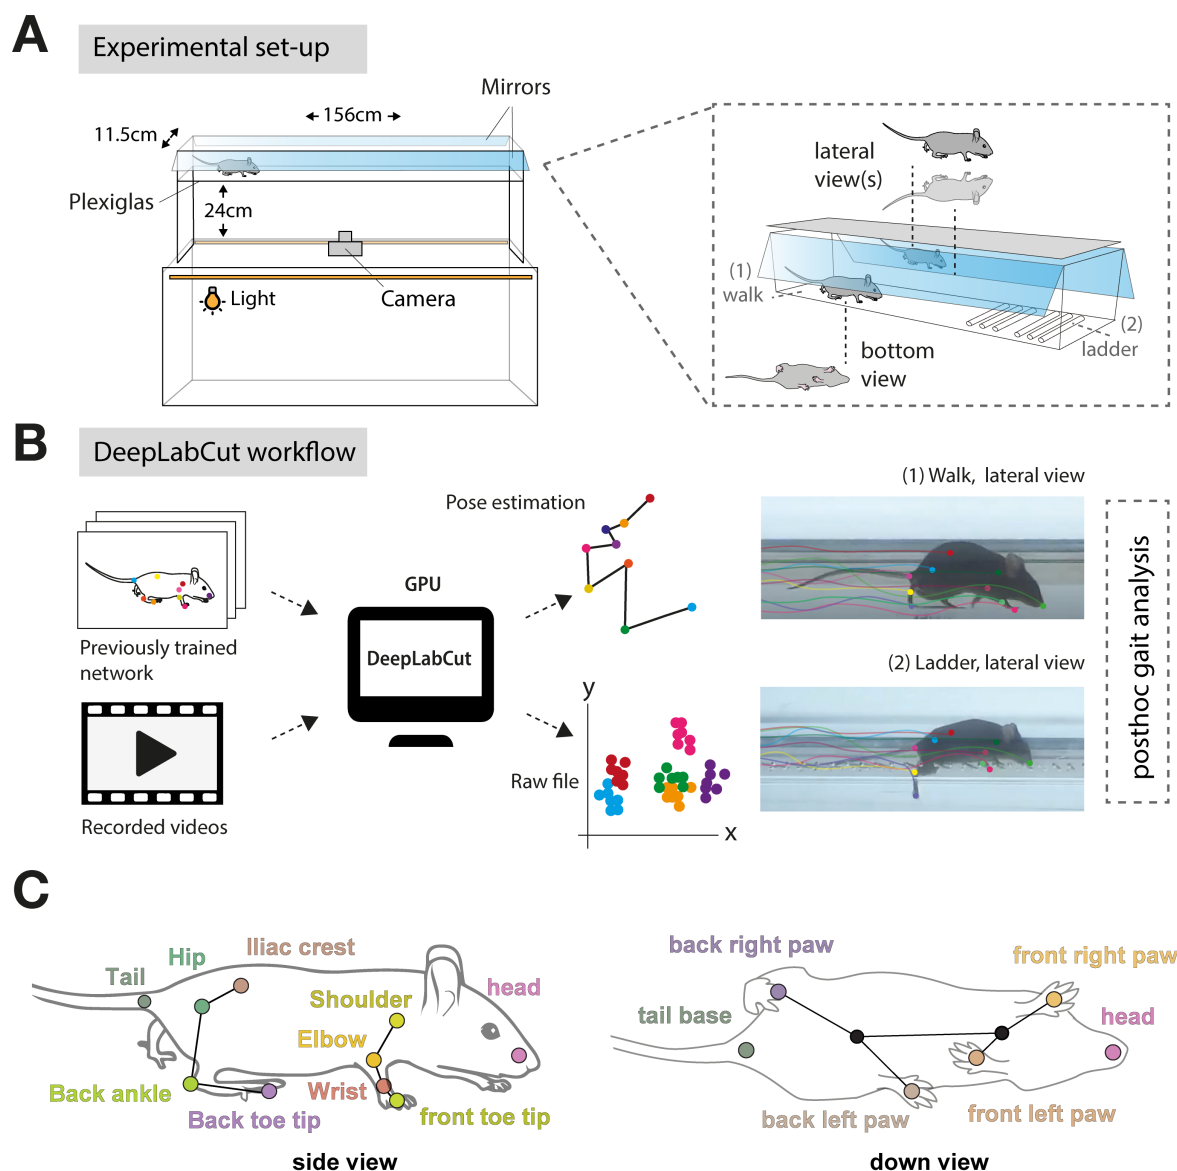 A
Experimental set-up
Mirrors
156cm
11.5cm
Plexiglas
24cm
Light
Camera
lateral
view(s)
(1)
walk
(2)
ladder
bottom
view
B
DeepLabCut workflow
(1) Walk, lateral view
Pose estimation
GPU
DeepLabCut
Previously trained
network
(2) Ladder, lateral view
y
Raw file
x
Recorded videos
posthoc gait analysis
C
Iliac crest
Hip
Tail
Shoulder
head
Elbow
Back ankle
Wrist
Back toe tip
front toe tip
side view
back right paw
front right paw
tail base
head
back left paw
front left paw
down view